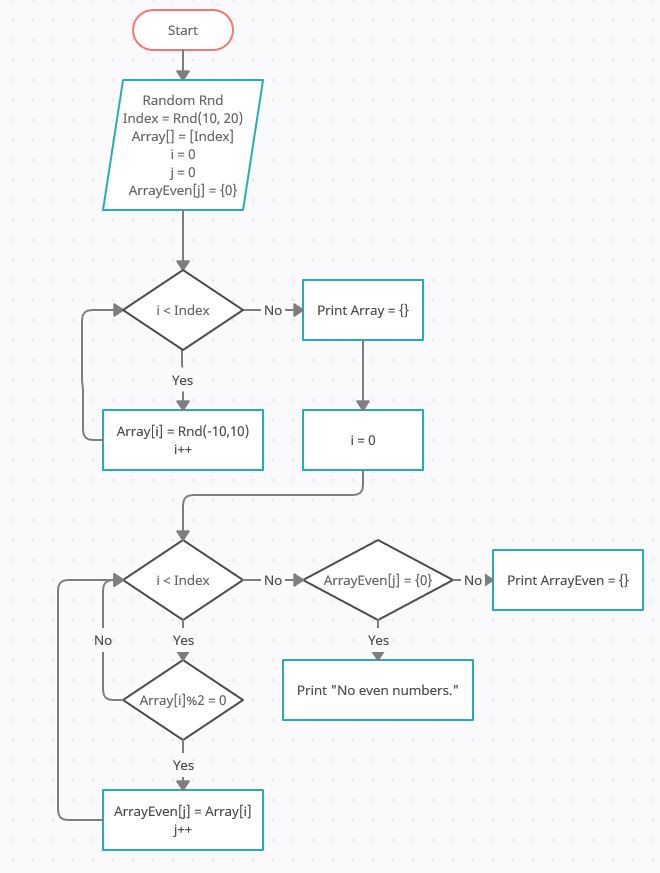 Start
Random Rnd
Index = Rnd(10, 20)
Array[] = [Index]
i = 0
j = 0
ArrayEven[j] = {0}
i < Index
No
Print Array = {}
Yes
Array[i] = Rnd(-10,10)
i++
i = 0
i < Index
No
ArrayEven[j] = {0}
No
Print ArrayEven = {}
No
Yes
Yes
Array[i]%2 = 0
Print "No even numbers."
Yes
ArrayEven[j] = Array[i]
j++